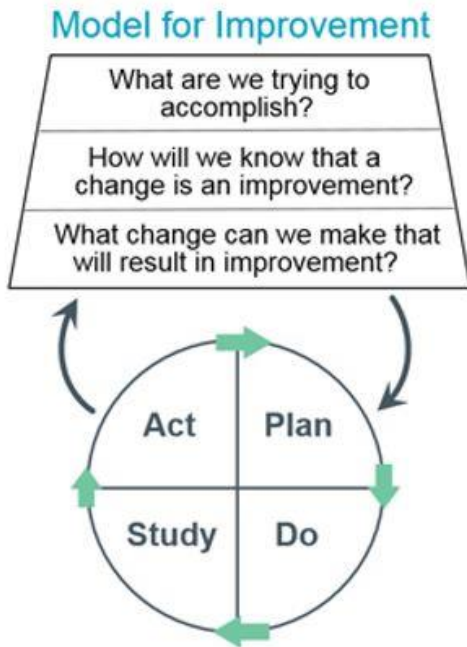 Model for Improvement
What are we trying to
accomplish?
How will we know that a
change is an improvement?
What change can we make that
will result in improvement?
Act
Plan
Study
Do